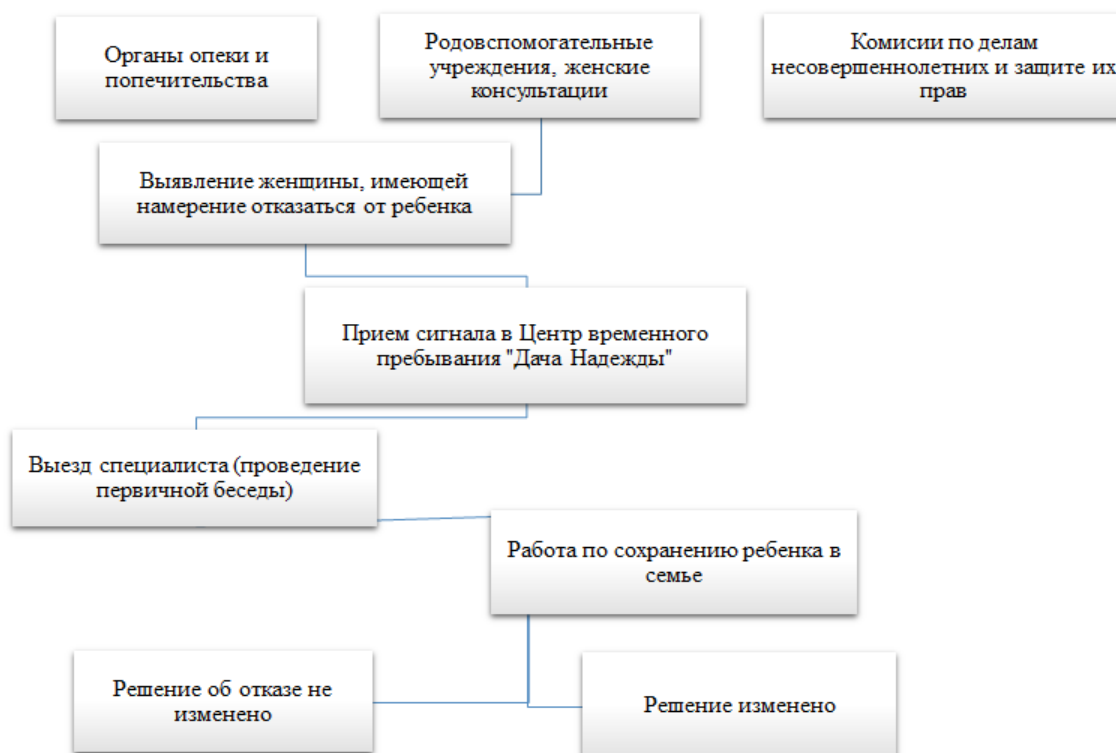 Органы опеки и
попечительства
Родовспомогательные
учреждения, женские
консультации
Комисии по делам
несовершеннолетних и защите их
прав
Выявление женщины, имеющей
намерение отказаться от ребенка
Прием сигнала в Центр временного
пребывания "Дача Надежды"
Выезд специалиста (проведение
первичной беседы)
Работа по сохранению ребенка в
семье
Решение об отказе не
изменено
Решение изменено